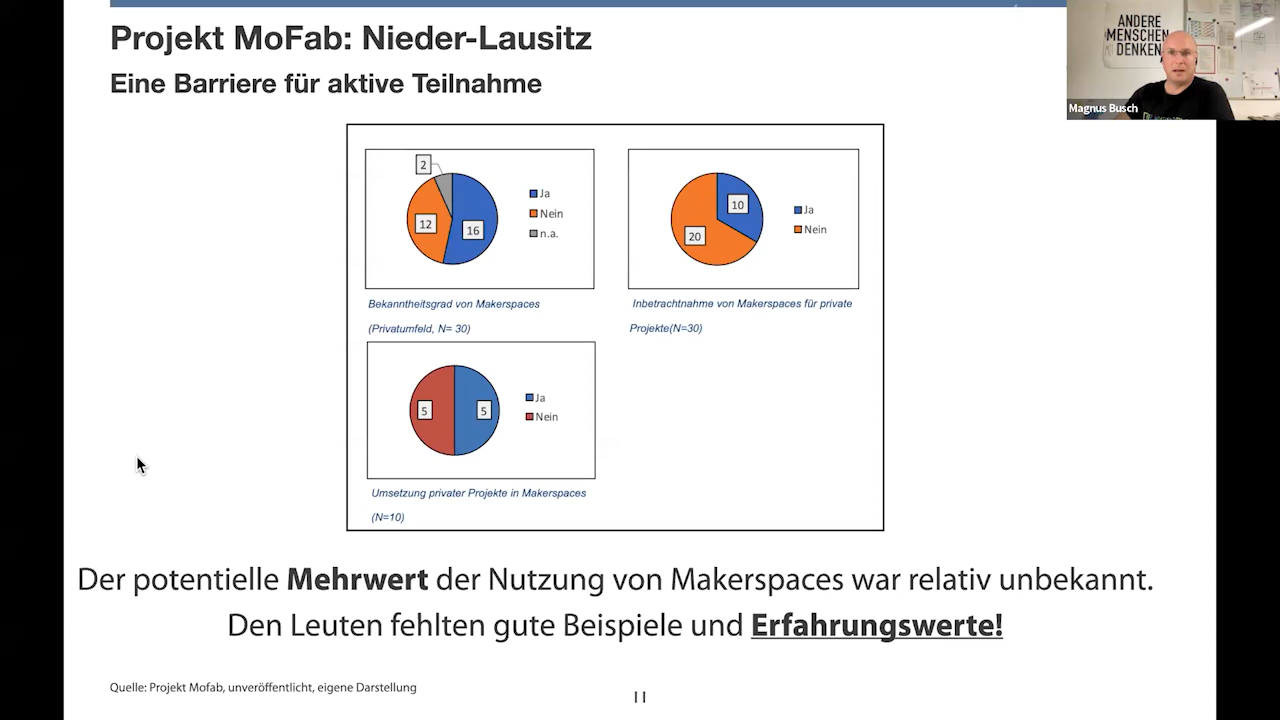 Projekt MoFab: Nieder-Lausitz
Eine Barriere für aktive Teilnahme
ANDERE
MENSCHEN
DENKEN
Magnus Busch
2
12
16
Ja
Nein
n.a.
10
20
Ja
Nein
Bekanntheitsgrad von Makerspaces
(Privatumfeld, N= 30)
Inbetrachtnahme von Makerspaces für private
Projekte(N=30)
5
5
Ja
Nein
Umsetzung privater Projekte in Makerspaces
(N=10)
Der potentielle Mehrwert der Nutzung von Makerspaces war relativ unbekannt.
Den Leuten fehlten gute Beispiele und Erfahrungswerte!
Quelle: Projekt Mofab, unveröffentlicht, eigene Darstellung
11